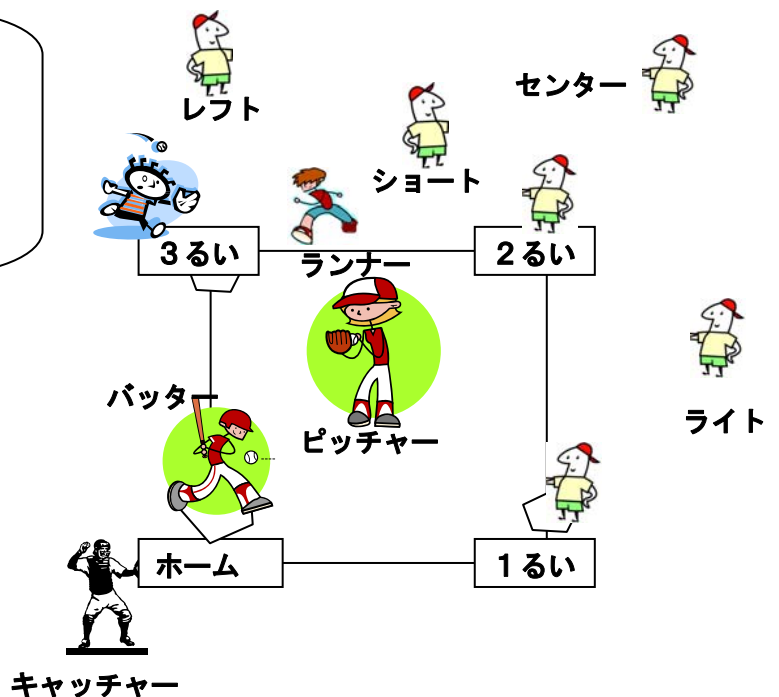 センター
レフト
ショート
3るい
2るい
ランナー
バッター
ライト
ピッチャー
ホーム
1るい
キャッチャー